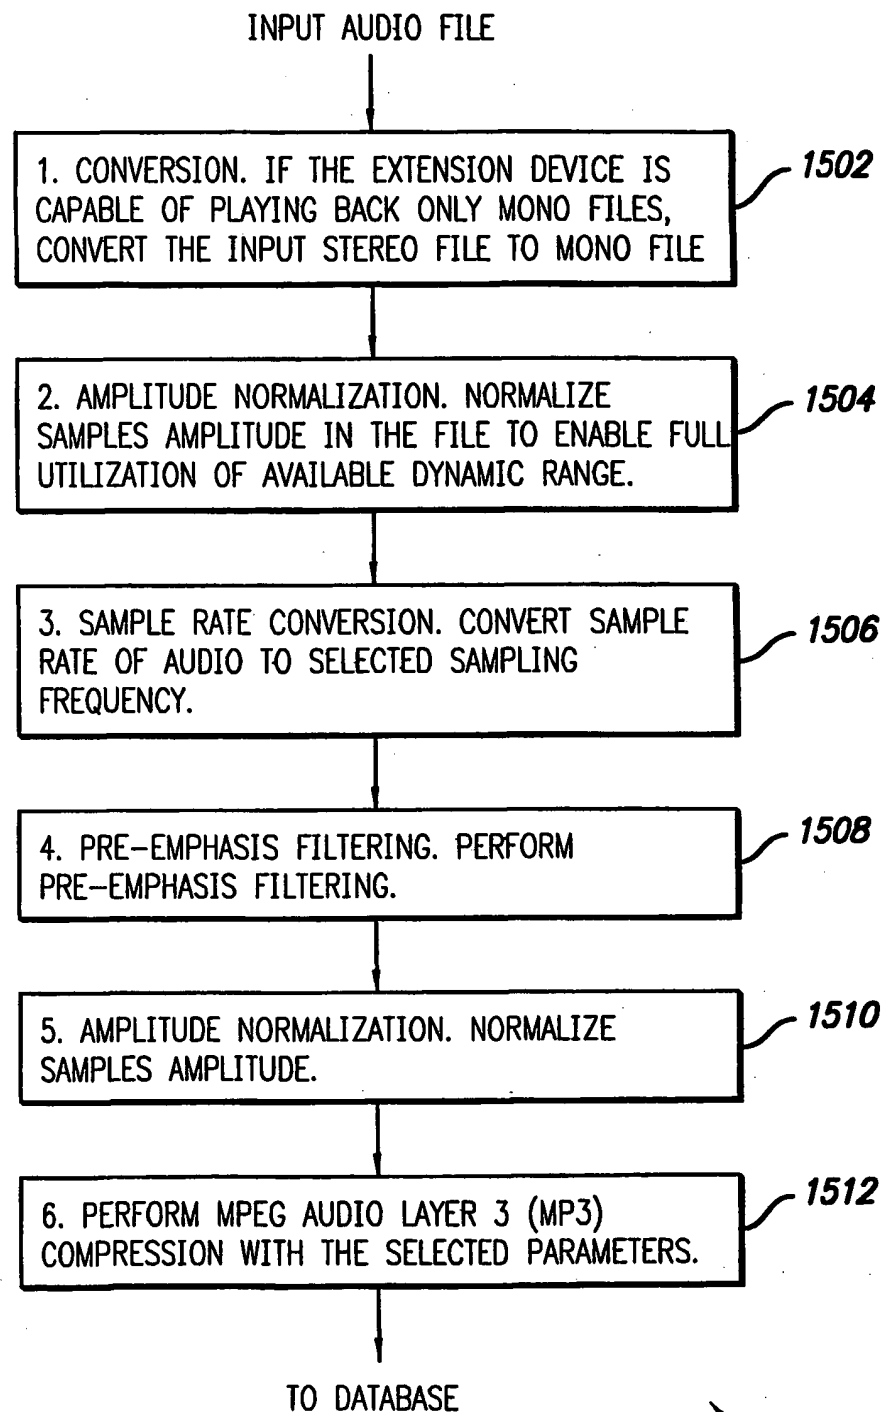 INPUT AUDIO FILE
1. CONVERSION. IF THE EXTENSION DEVICE IS
CAPABLE OF PLAYING BACK ONLY MONO FILES,
CONVERT THE INPUT STEREO FILE TO MONO FILE
1502
2. AMPLITUDE NORMALIZATION. NORMALIZE
SAMPLES AMPLITUDE IN THE FILE TO ENABLE FULL
UTILIZATION OF AVAILABLE DYNAMIC RANGE.
1504
3. SAMPLE RATE CONVERSION. CONVERT SAMPLE
RATE OF AUDIO TO SELECTED SAMPLING
FREQUENCY.
1506
4. PRE-EMPHASIS FILTERING. PERFORM
PRE-EMPHASIS FILTERING.
1508
5. AMPLITUDE NORMALIZATION. NORMALIZE
SAMPLES AMPLITUDE.
1510
6. PERFORM MPEG AUDIO LAYER 3 (MP3)
COMPRESSION WITH THE SELECTED PARAMETERS.
1512
TO DATABASE